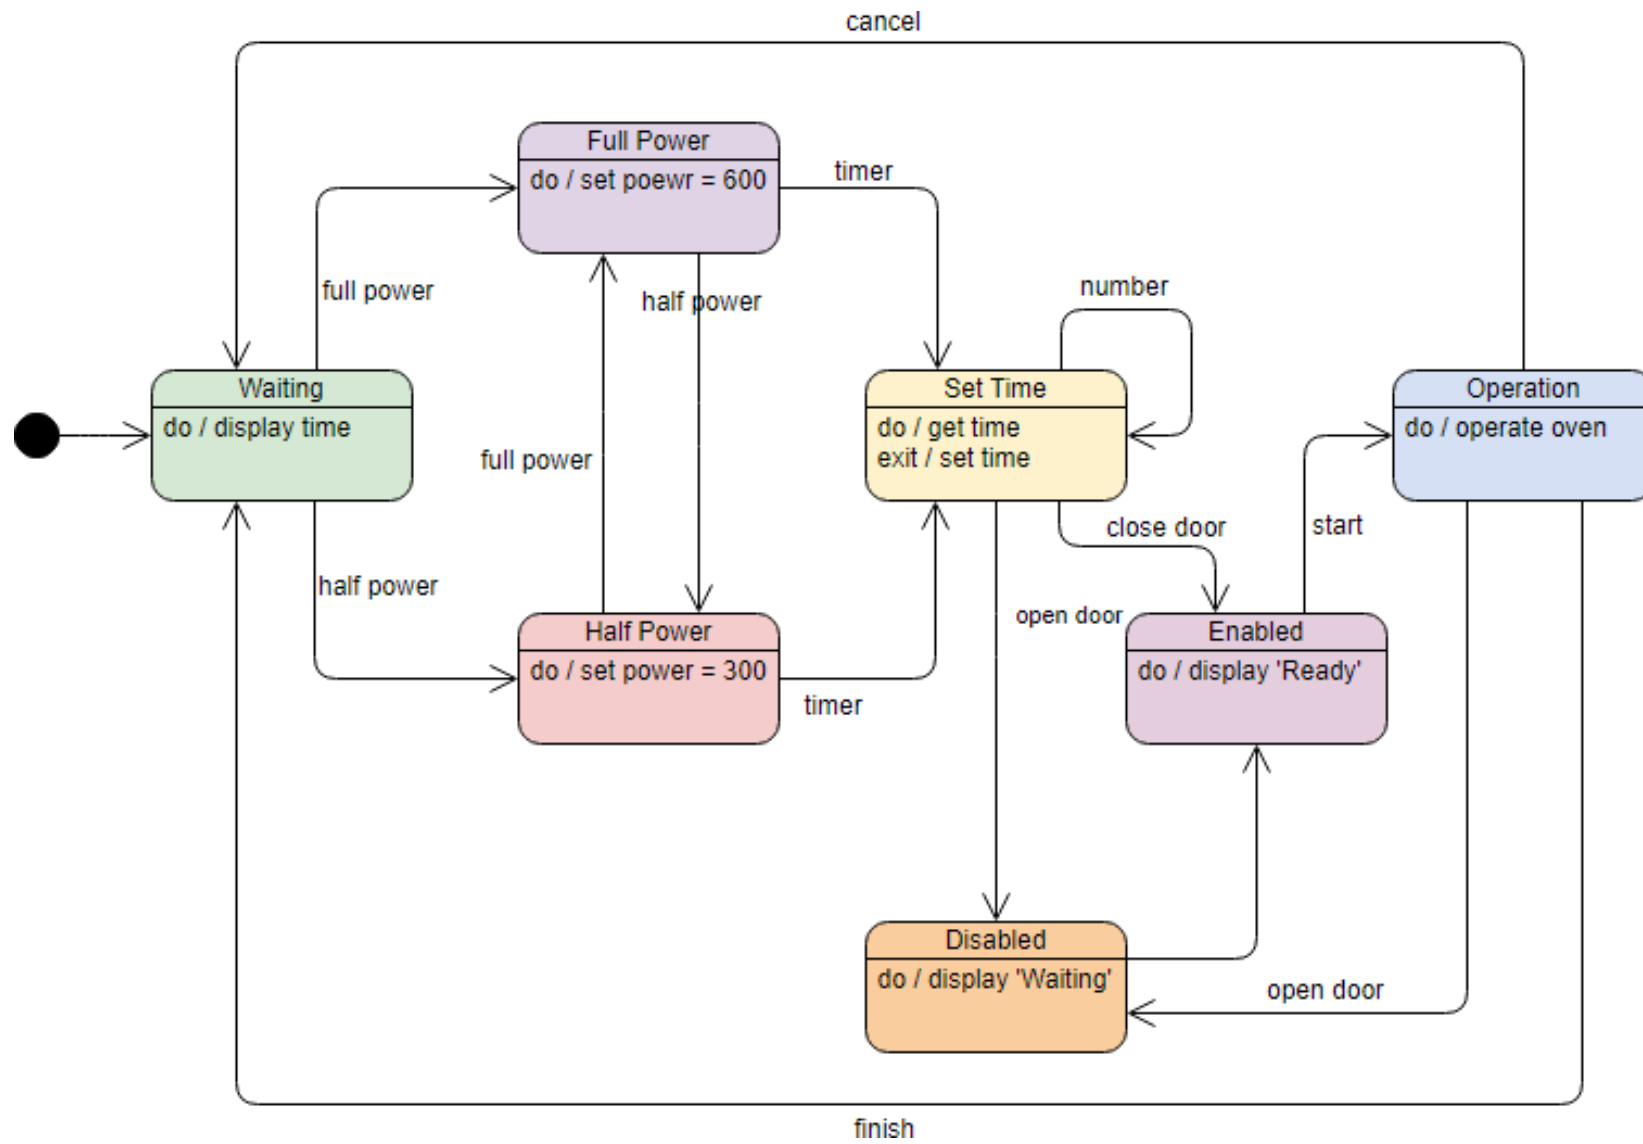 cancel
Full Power
do / set poewr = 600
timer
full power
half power
number
Waiting
do / display time
Set Time
do / get time
exit / set time
Operation
do / operate oven
full power
close door
start
half power
open door
Half Power
do / set power = 300
timer
Enabled
do / display 'Ready'
Disabled
do / display 'Waiting'
open door
finish